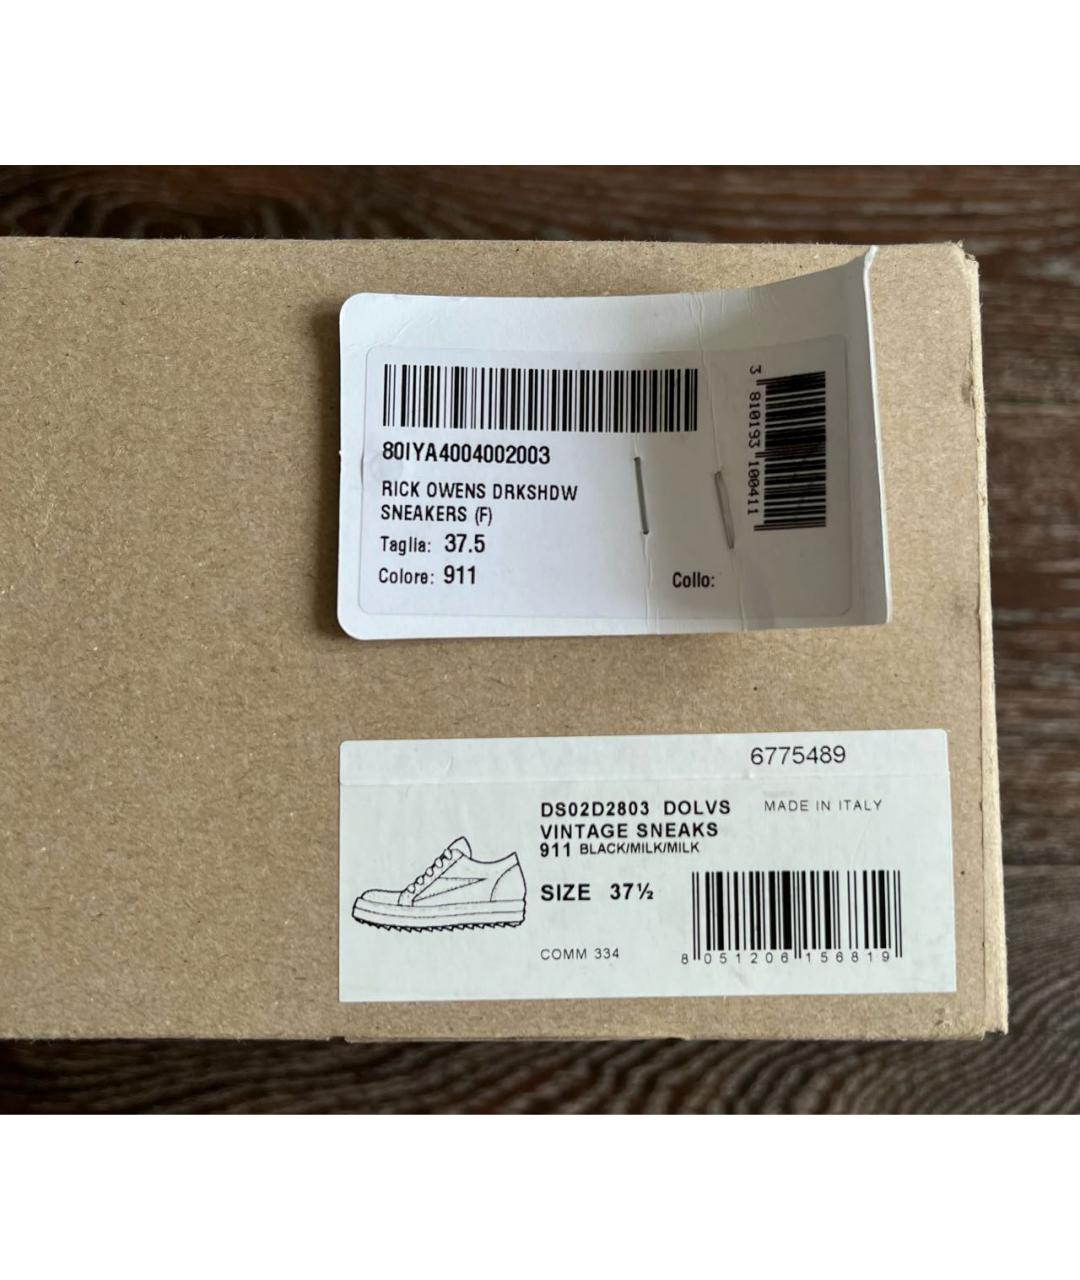 80IYA4004002003
RICK OWENS DRKSHDW
SNEAKERS (F)
Taglia: 37.5
Colore: 911
Collo:
3 810193 100411
6775489
DS02D2803 DOLVS MADE IN ITALY
VINTAGE SNEAKS
911 BLACK/MILK/MILK
SIZE 37½
COMM 334
8 051206 156819